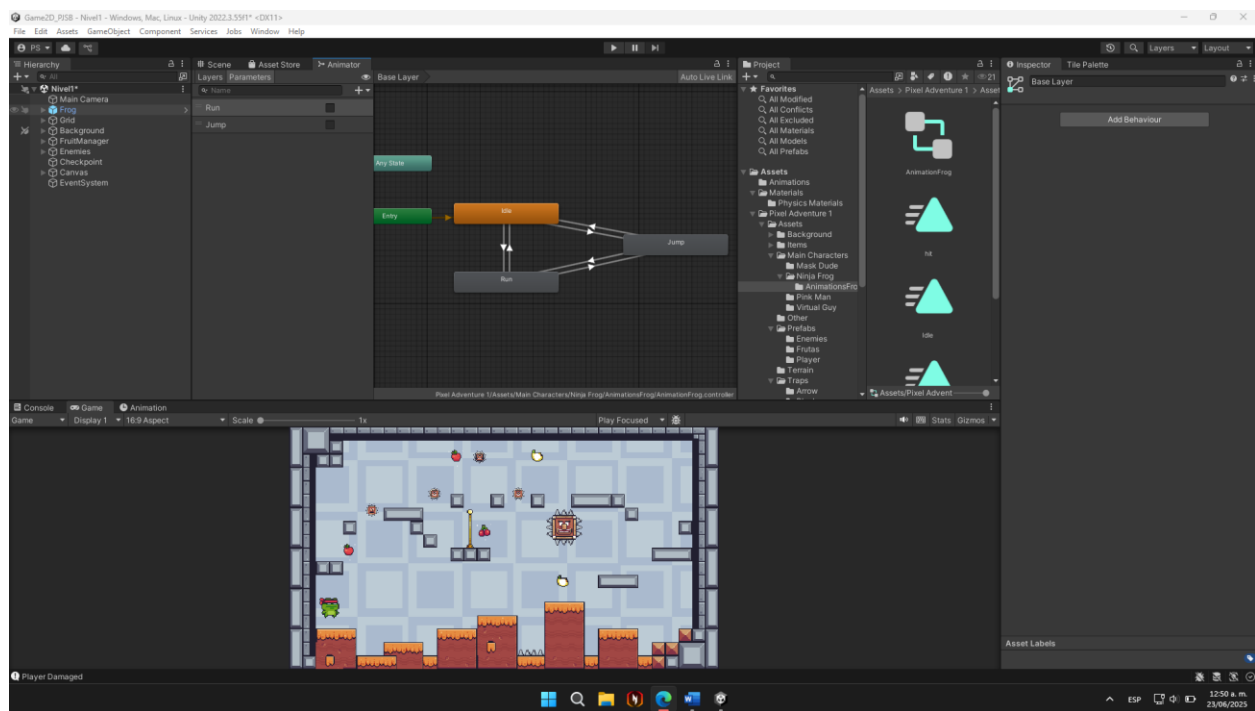 Game2D_PJSB - Nivel1 - Windows, Mac, Linux - Unity 2022.3.55f1* <DX11>
File Edit Assets GameObject Component Services Jobs Window Help
PS Layers Layout
Hierarchy
All
Nivel1*
Main Camera
Frog
Grid
Background
FruitManager
Enemies
Checkpoint
Canvas
EventSystem
Scene Asset Store Animator
Layers Parameters Base Layer Auto Live Link
Name
Run
Jump
Any State
Entry
Idle
Jump
Run
Pixel Adventure 1/Assets/Main Characters/Ninja Frog/AnimationsFrog/AnimationFrog.controller
Project
21
Favorites
All Modified
All Conflicts
All Excluded
All Materials
All Models
All Prefabs
Assets
Animations
Materials
Physics Materials
Pixel Adventure 1
Assets
Background
Items
Main Characters
Mask Dude
Ninja Frog
AnimationsFro
Pink Man
Virtual Guy
Other
Prefabs
Enemies
Frutas
Player
Terrain
Traps
Arrow
Assets > Pixel Adventure 1 > Asset
AnimationFrog
hit
Idle
Assets/Pixel Advent
Inspector Tile Palette
Base Layer
Add Behaviour
Asset Labels
Console Game Animation
Game Display 1 16:9 Aspect Scale 1x Play Focused Stats Gizmos
Player Damaged
ESP
12:50 a. m.
23/06/2025